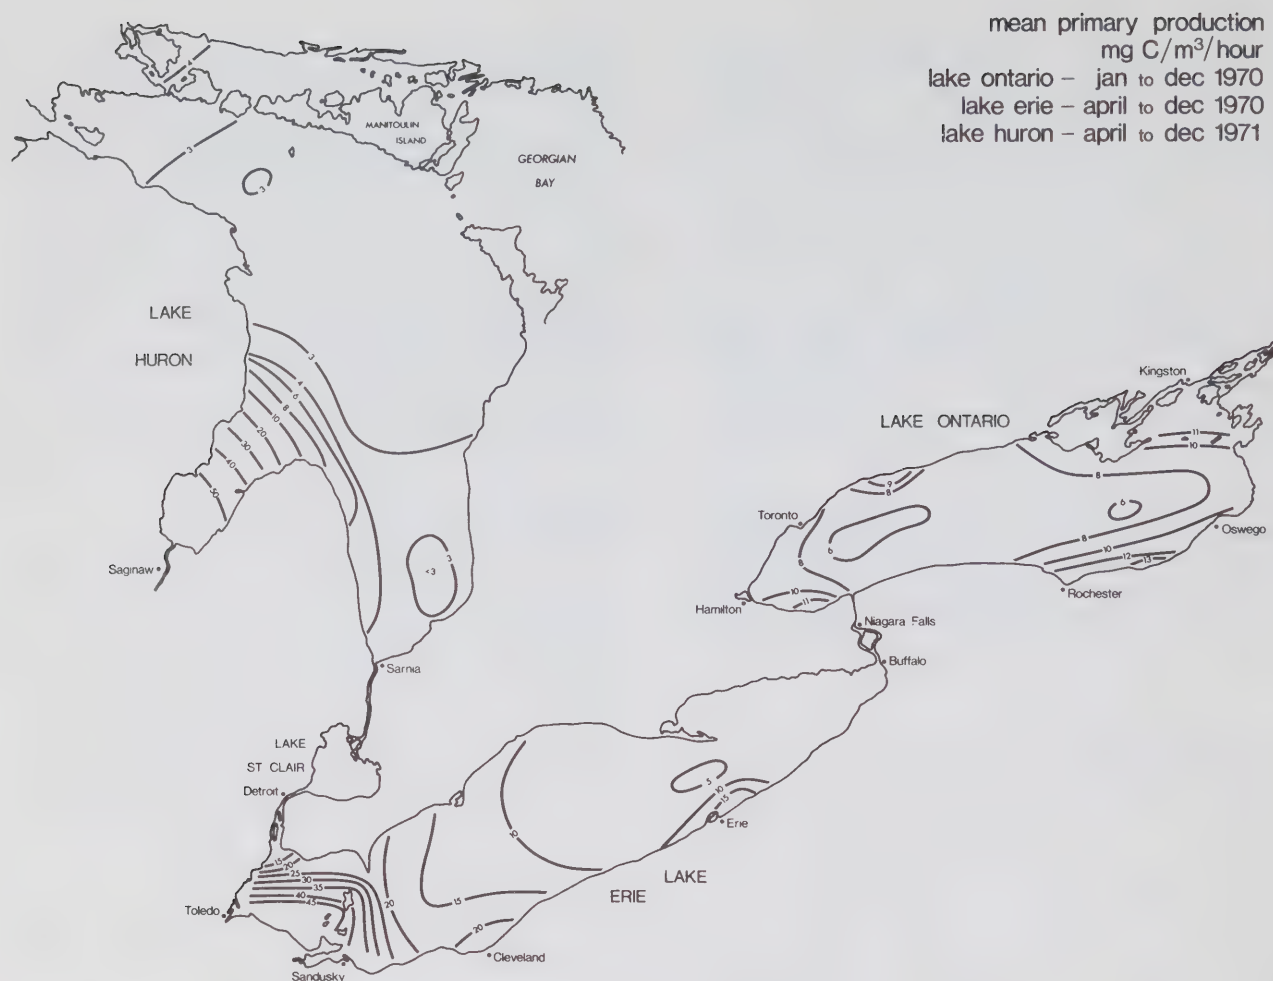 mean primary production
mg C/m³/hour
lake ontario – jan to dec 1970
lake erie – april to dec 1970
lake huron – april to dec 1971
MANITOULIN
ISLAND
GEORGIAN
BAY
3
3
LAKE
HURON
3
4
6
8
10
20
30
40
50
3
<3
Saginaw
Sarnia
Kingston
LAKE ONTARIO
11
10
9
8
8
6
Toronto
6
8
8
10
12
13
Oswego
Rochester
10
11
Hamilton
Niagara Falls
Buffalo
LAKE
ST CLAIR
Detroit
5
10
15
Erie
10
LAKE
ERIE
15
20
25
30
35
40
45
20
15
20
Toledo
Sandusky
Cleveland